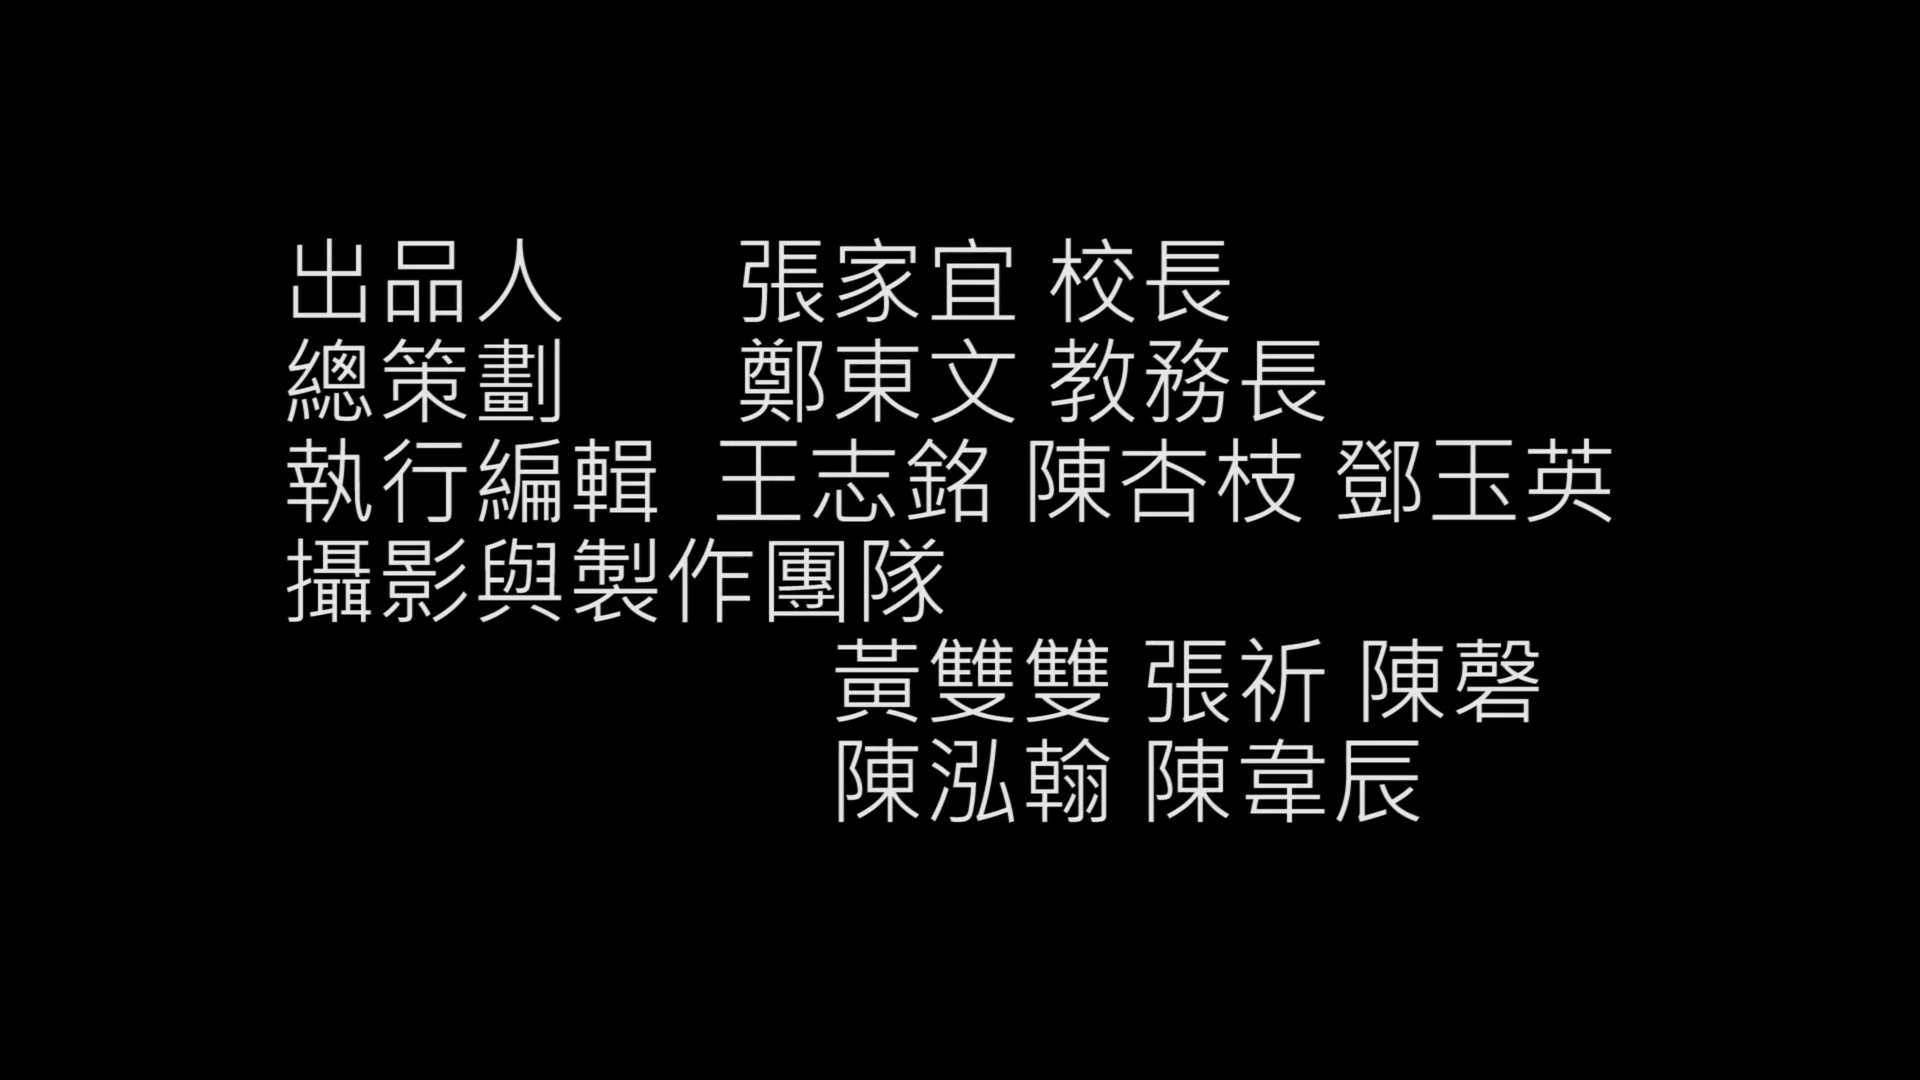 出品人 張家宜 校長
總策劃 鄭東文 教務長
執行編輯 王志銘 陳杏枝 鄧玉英
攝影與製作團隊
黃雙雙 張祈 陳磬
陳泓翰 陳韋辰